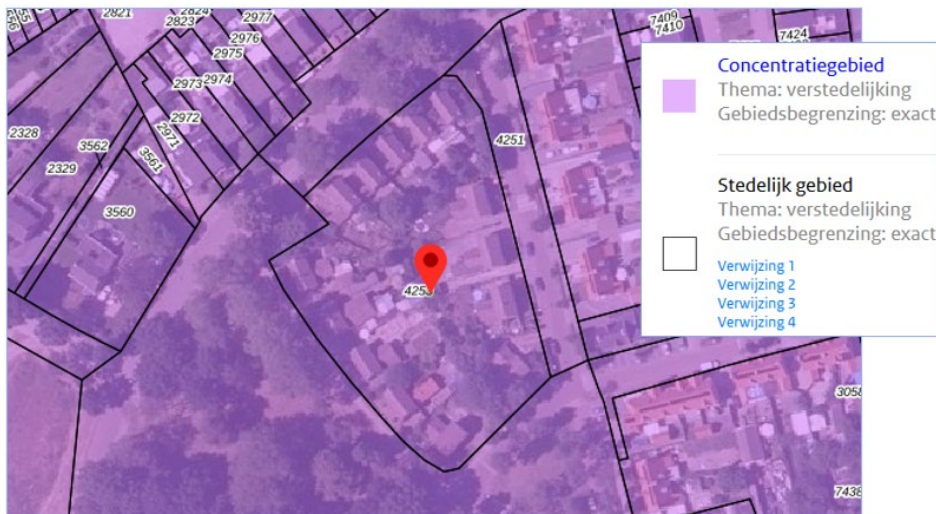 2821
2824
2823
2977
2976
2975
2974
2973
2972
2971
2328
3562
2329
3561
3560
4251
7409
7410
7424
3058
7438
Concentratiegebied
Thema: verstedelijking
Gebiedsbegrenzing: exact
Stedelijk gebied
Thema: verstedelijking
Gebiedsbegrenzing: exact
Verwijzing 1
Verwijzing 2
Verwijzing 3
Verwijzing 4